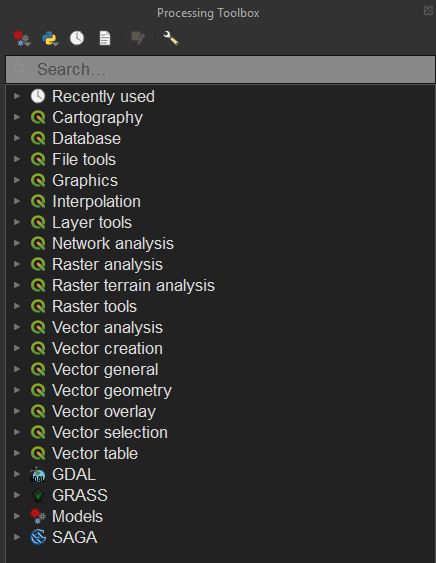 Processing Toolbox
Search...
Recently used
Cartography
Database
File tools
Graphics
Interpolation
Layer tools
Network analysis
Raster analysis
Raster terrain analysis
Raster tools
Vector analysis
Vector creation
Vector general
Vector geometry
Vector overlay
Vector selection
Vector table
GDAL
GRASS
Models
SAGA